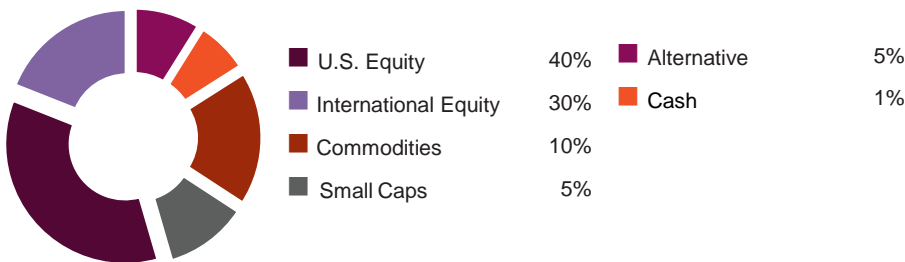 U.S. Equity 40%
International Equity 30%
Commodities 10%
Small Caps 5%
Alternative 5%
Cash 1%